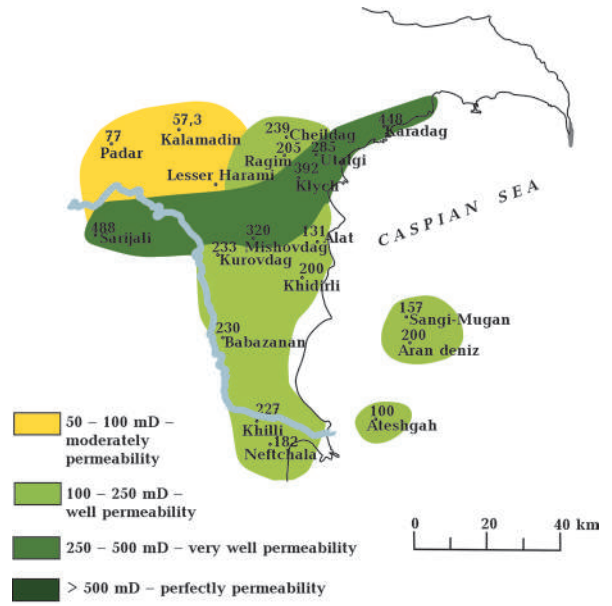 57,3
Kalamadin
77
Padar
239
Cheildag
205
Ragim
285
Utalgi
448
Karadag
392
Klych
Lesser Harami
488
Sarijali
320
Mishovdag
131
Alat
233
Kurovdag
200
Khidirli
CASPIAN SEA
157
Sangi-Mugan
200
Aran deniz
230
Babazanan
100
Ateshgah
227
Khilli
182
Neftchala
50 – 100 mD –
moderately
permeability
100 – 250 mD –
well permeability
250 – 500 mD – very well permeability
> 500 mD – perfectly permeability
0 20 40 km